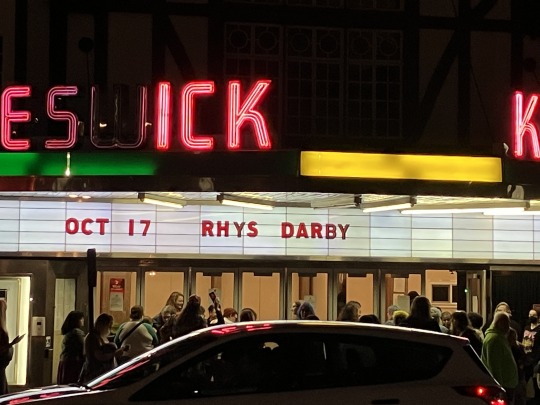 ESWICK K
OCT 17 RHYS DARBY